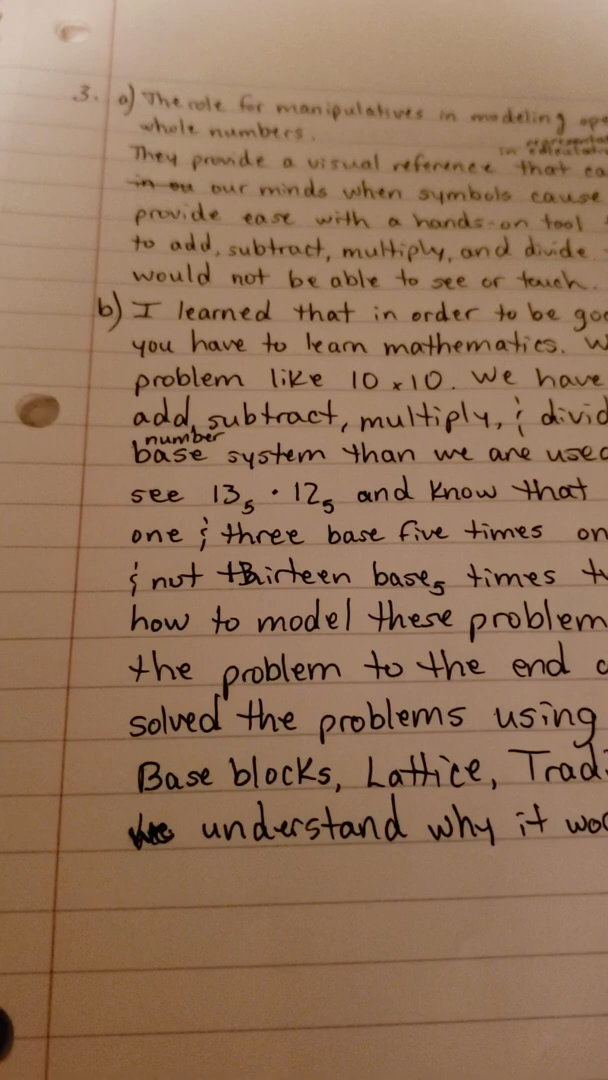 3. a) The role for manipulatives in modeling ope
whole numbers.
in
They provide a visual reference that ca
our minds when symbols cause
provide ease with a hands-on tool
to add, subtract, multiply, and divide
would not be able to see or touch.
b) I learned that in order to be goo
you have to learn mathematics. W
problem like 10 x 10. We have
add, subtract, multiply, & divid
number
base system than we are used
see 13₅ · 12₅ and know that
one & three base five times on
& not thirteen base₅ times tw
how to model these problem
the problem to the end o
solved the problems using
Base blocks, Lattice, Tradi
understand why it wo